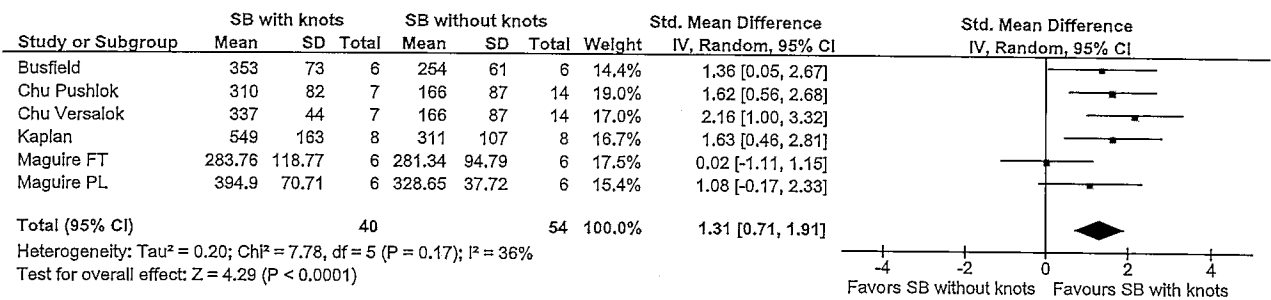 SB with knots SB without knots Std. Mean Difference Std. Mean Difference
Study or Subgroup Mean SD Total Mean SD Total Weight IV, Random, 95% CI IV, Random, 95% CI
Busfield 353 73 6 254 61 6 14.4% 1.36 [0.05, 2.67]
Chu Pushlok 310 82 7 166 87 14 19.0% 1.62 [0.56, 2.68]
Chu Versalok 337 44 7 166 87 14 17.0% 2.16 [1.00, 3.32]
Kaplan 549 163 8 311 107 8 16.7% 1.63 [0.46, 2.81]
Maguire FT 283.76 118.77 6 281.34 94.79 6 17.5% 0.02 [-1.11, 1.15]
Maguire PL 394.9 70.71 6 328.65 37.72 6 15.4% 1.08 [-0.17, 2.33]
Total (95% CI) 40 54 100.0% 1.31 [0.71, 1.91]
Heterogeneity: Tau² = 0.20; Chi² = 7.78, df = 5 (P = 0.17); I² = 36%
Test for overall effect: Z = 4.29 (P < 0.0001)
-4 -2 0 2 4
Favors SB without knots Favours SB with knots